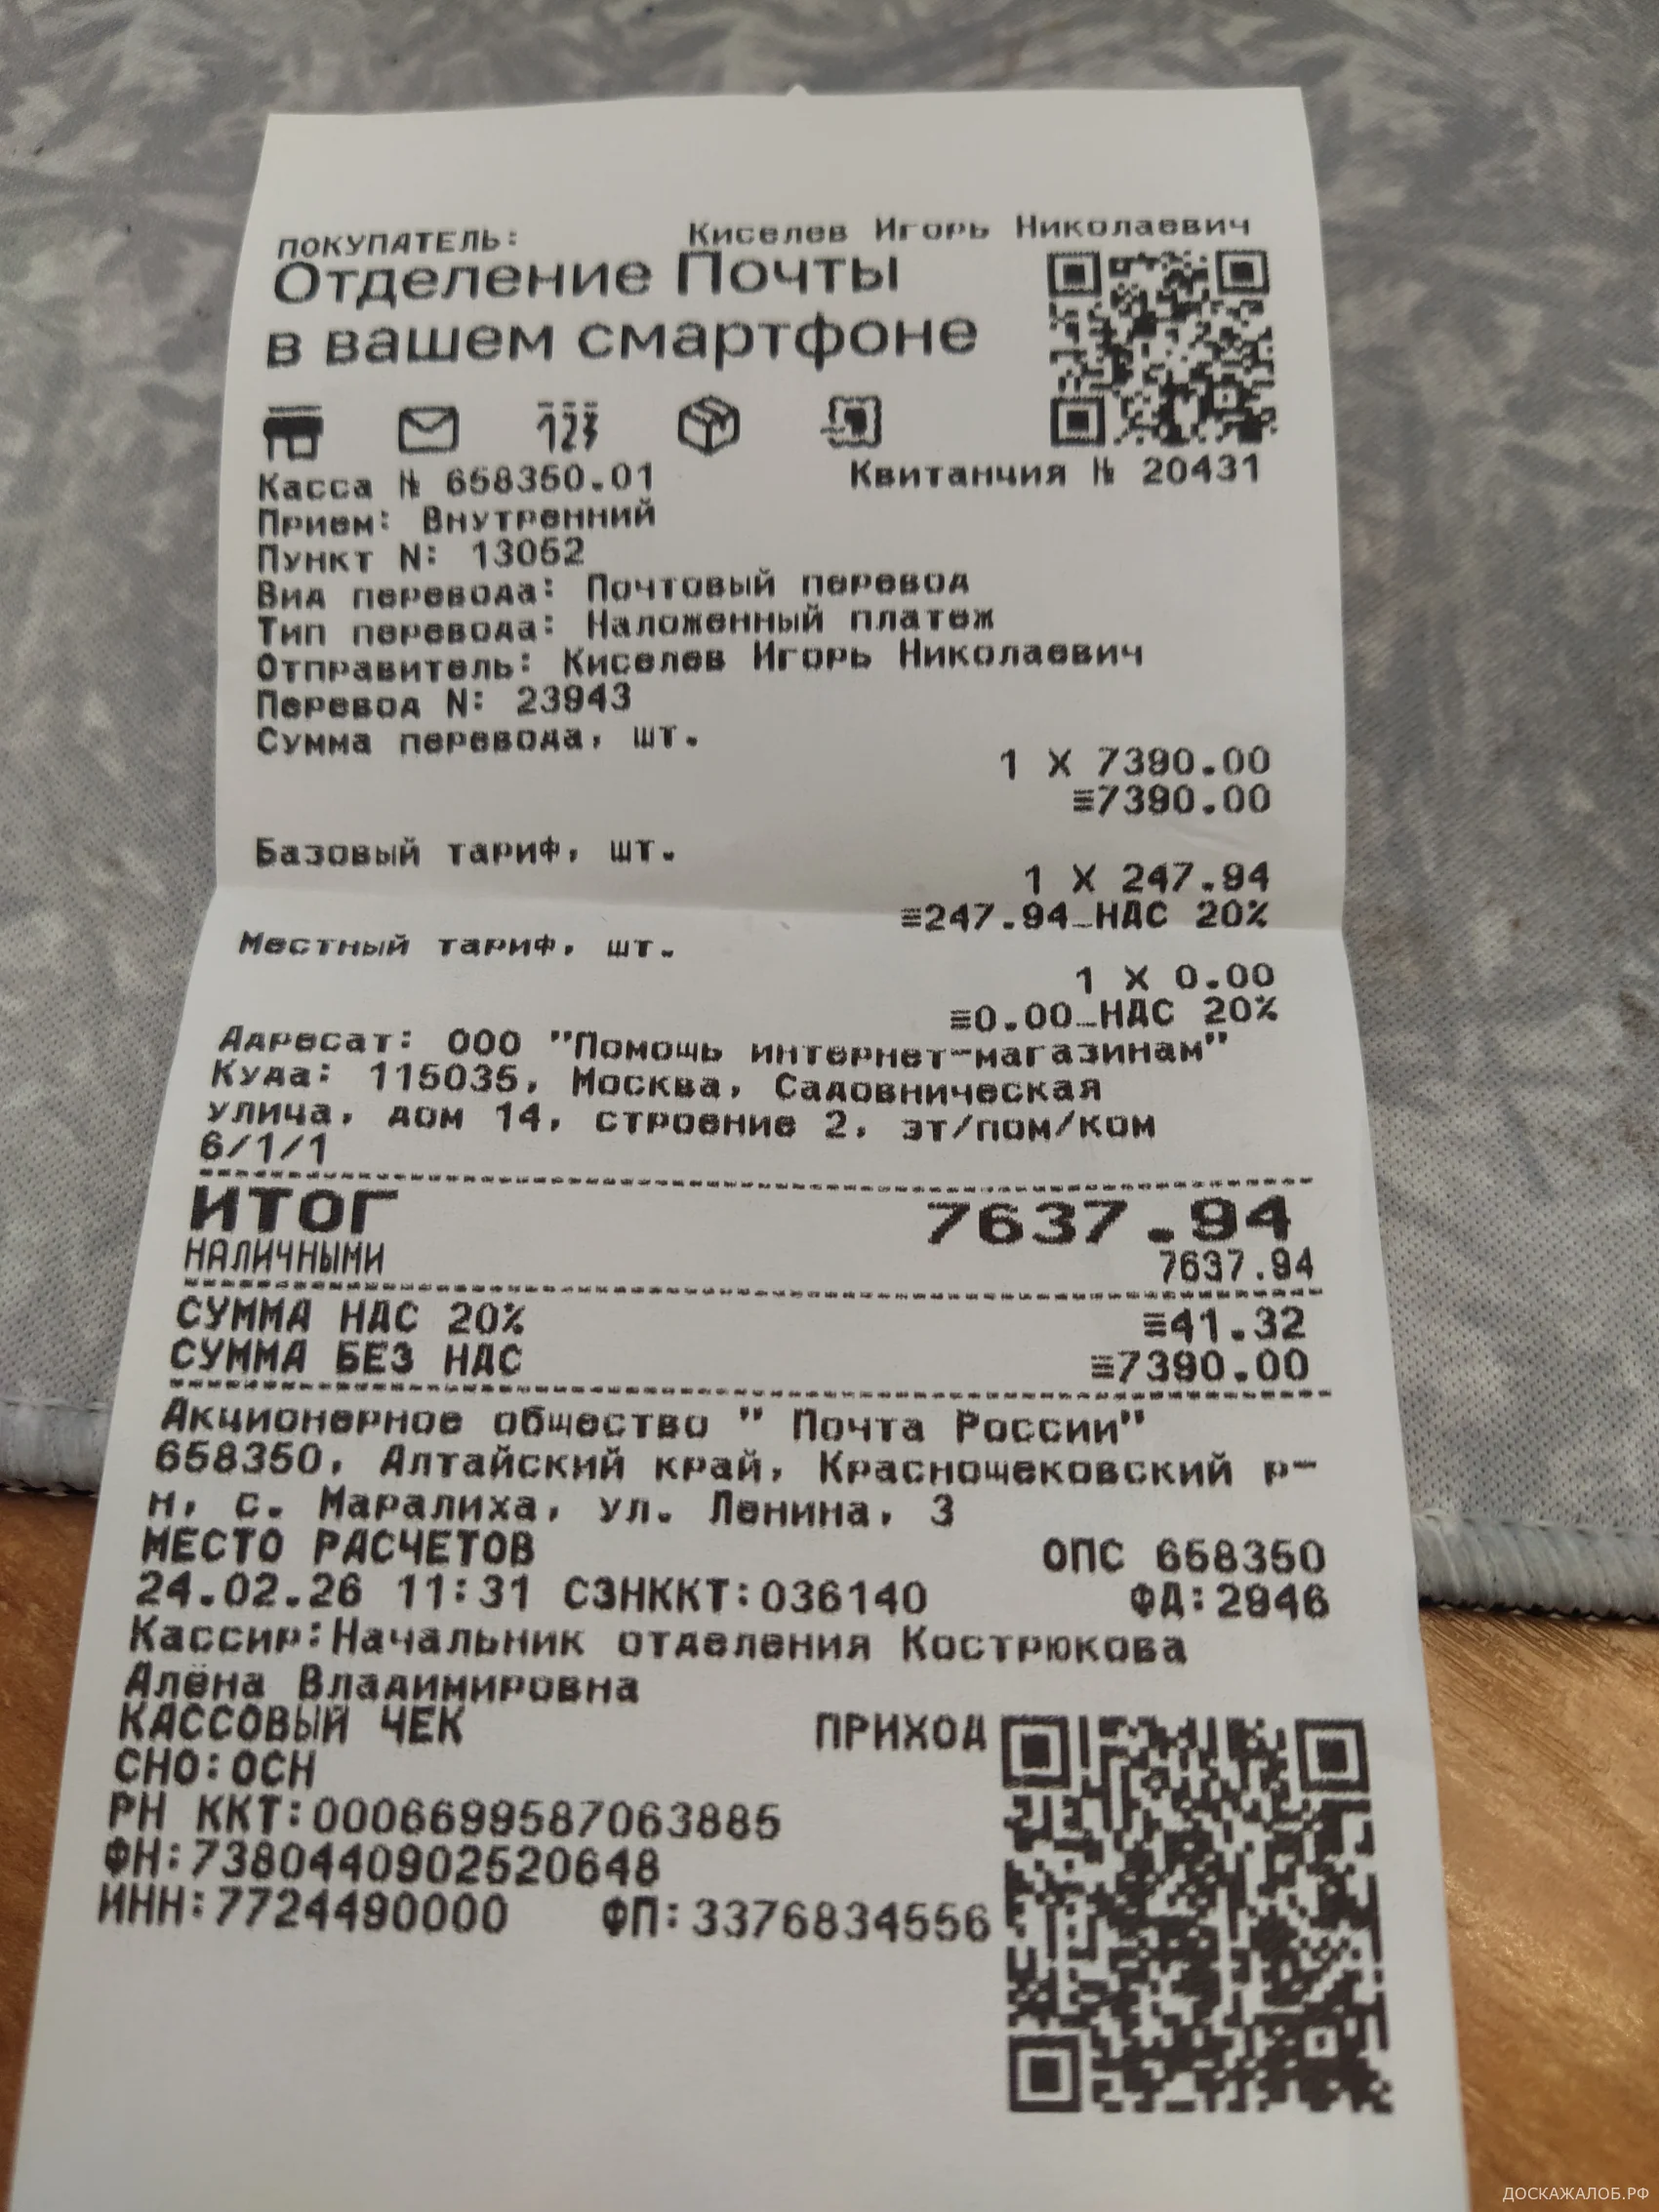 ПОКУПАТЕЛЬ: Киселев Игорь Николаевич
Отделение Почты
в вашем смартфоне
Касса № 658350.01 Квитанция № 20431
Прием: Внутренний
Пункт N: 13052
Вид перевода: Почтовый перевод
Тип перевода: Наложенный платеж
Отправитель: Киселев Игорь Николаевич
Перевод N: 23943
Сумма перевода, шт.
1 X 7390.00
≡7390.00
Базовый тариф, шт.
1 X 247.94
≡247.94_НДС 20%
Местный тариф, шт.
1 X 0.00
≡0.00_НДС 20%
Адресат: ООО "Помощь интернет-магазинам"
Куда: 115035, Москва, Садовническая
улица, дом 14, строение 2, эт/пом/ком
6/1/1
ИТОГ 7637.94
НАЛИЧНЫМИ 7637.94
СУММА НДС 20% ≡41.32
СУММА БЕЗ НДС ≡7390.00
Акционерное общество " Почта России"
658350, Алтайский край, Краснощековский р-
н, с. Маралиха, ул. Ленина, 3
МЕСТО РАСЧЕТОВ ОПС 658350
24.02.26 11:31 СЗНККТ:036140 ФД:2946
Кассир:Начальник отделения Кострюкова
Алёна Владимировна
КАССОВЫЙ ЧЕК ПРИХОД
СНО:ОСН
РН ККТ:0006699587063885
ФН:7380440902520648
ИНН:7724490000 ФП:3376834556
ДОСКАЖАЛОБ.РФ